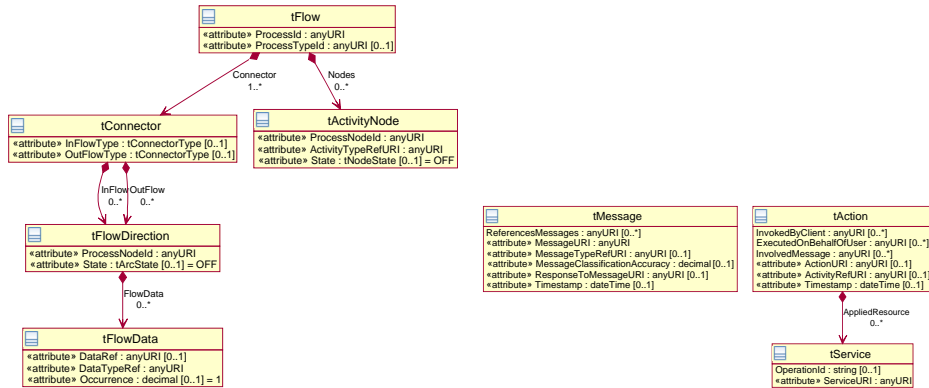 tFlow
«attribute» ProcessId : anyURI
«attribute» ProcessTypeId : anyURI [0..1]
Connector
1..*
Nodes
0..*
tConnector
«attribute» InFlowType : tConnectorType [0..1]
«attribute» OutFlowType : tConnectorType [0..1]
tActivityNode
«attribute» ProcessNodeId : anyURI
«attribute» ActivityTypeRefURI : anyURI
«attribute» State : tNodeState [0..1] = OFF
InFlow
0..*
OutFlow
0..*
tFlowDirection
«attribute» ProcessNodeId : anyURI
«attribute» State : tArcState [0..1] = OFF
FlowData
0..*
tFlowData
«attribute» DataRef : anyURI [0..1]
«attribute» DataTypeRef : anyURI
«attribute» Occurrence : decimal [0..1] = 1
tMessage
ReferencesMessages : anyURI [0..*]
«attribute» MessageURI : anyURI
«attribute» MessageTypeRefURI : anyURI [0..1]
«attribute» MessageClassificationAccuracy : decimal [0..1]
«attribute» ResponseToMessageURI : anyURI [0..1]
«attribute» Timestamp : dateTime [0..1]
tAction
InvokedByClient : anyURI [0..*]
ExecutedOnBehalfOfUser : anyURI [0..*]
InvolvedMessage : anyURI [0..*]
«attribute» ActionURI : anyURI [0..1]
«attribute» ActivityRefURI : anyURI [0..1]
«attribute» Timestamp : dateTime [0..1]
AppliedResource
0..*
tService
OperationId : string [0..1]
«attribute» ServiceURI : anyURI